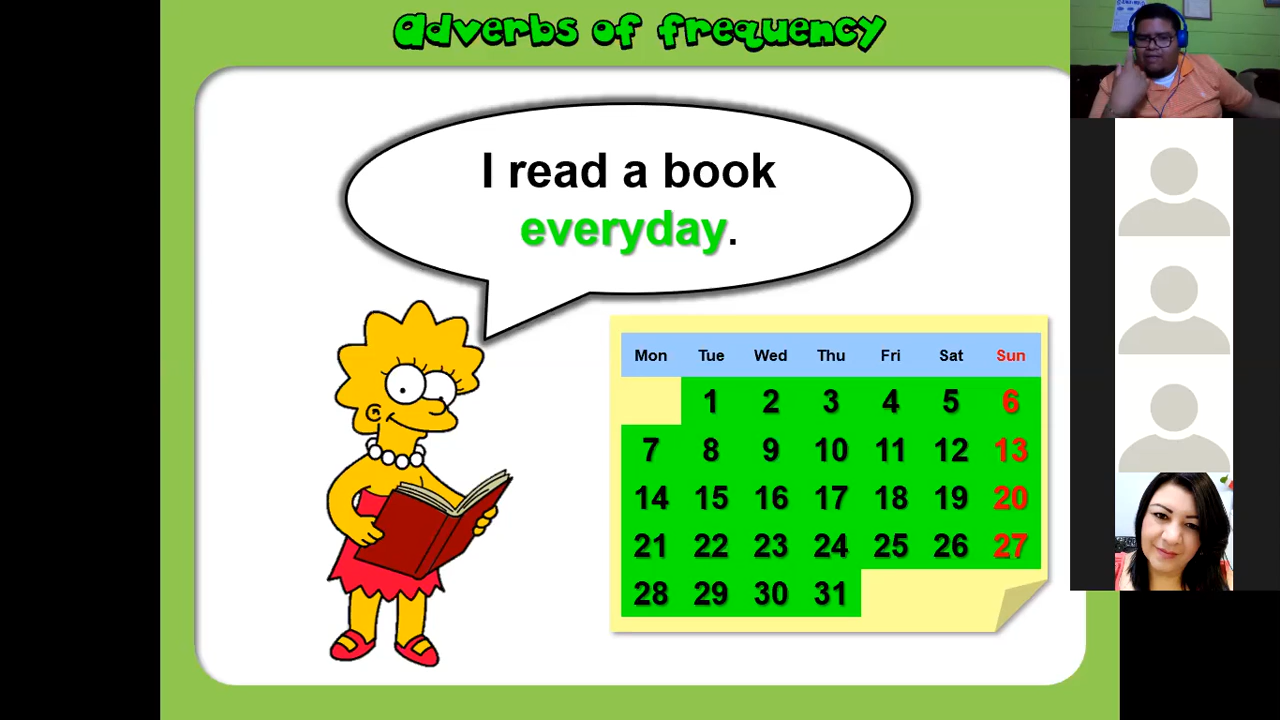 Adverbs of frequency
I read a book
everyday.
Mon Tue Wed Thu Fri Sat Sun
1 2 3 4 5 6
7 8 9 10 11 12 13
14 15 16 17 18 19 20
21 22 23 24 25 26 27
28 29 30 31